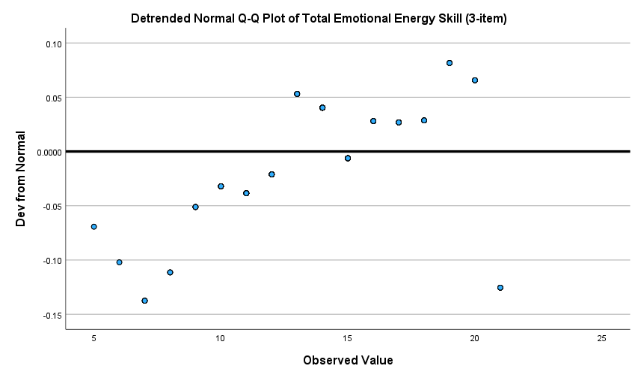 Detrended Normal Q-Q Plot of Total Emotional Energy Skill (3-item)
0.10
0.05
0.0000
-0.05
-0.10
-0.15
Dev from Normal
5 10 15 20 25
Observed Value